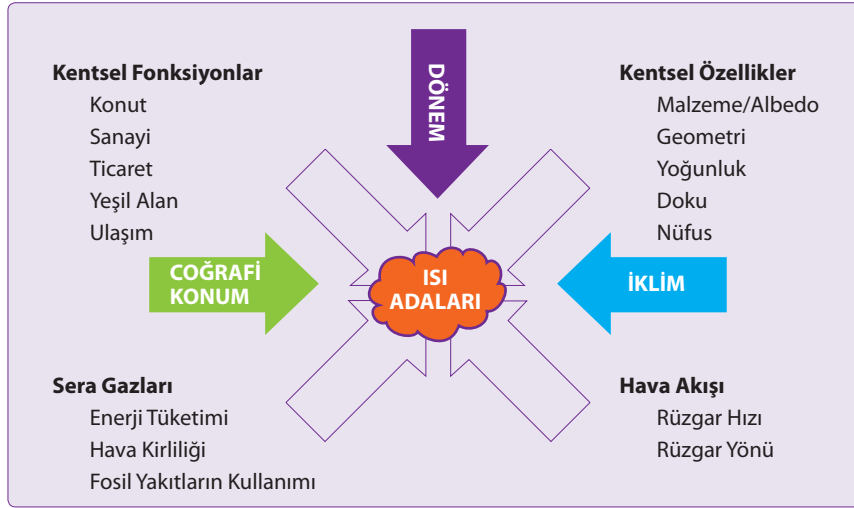 DÖNEM
Kentsel Fonksiyonlar
Konut
Sanayi
Ticaret
Yeşil Alan
Ulaşım
Kentsel Özellikler
Malzeme/Albedo
Geometri
Yoğunluk
Doku
Nüfus
COĞRAFİ
KONUM
ISI
ADALARI
İKLİM
Sera Gazları
Enerji Tüketimi
Hava Kirliliği
Fosil Yakıtların Kullanımı
Hava Akışı
Rüzgar Hızı
Rüzgar Yönü